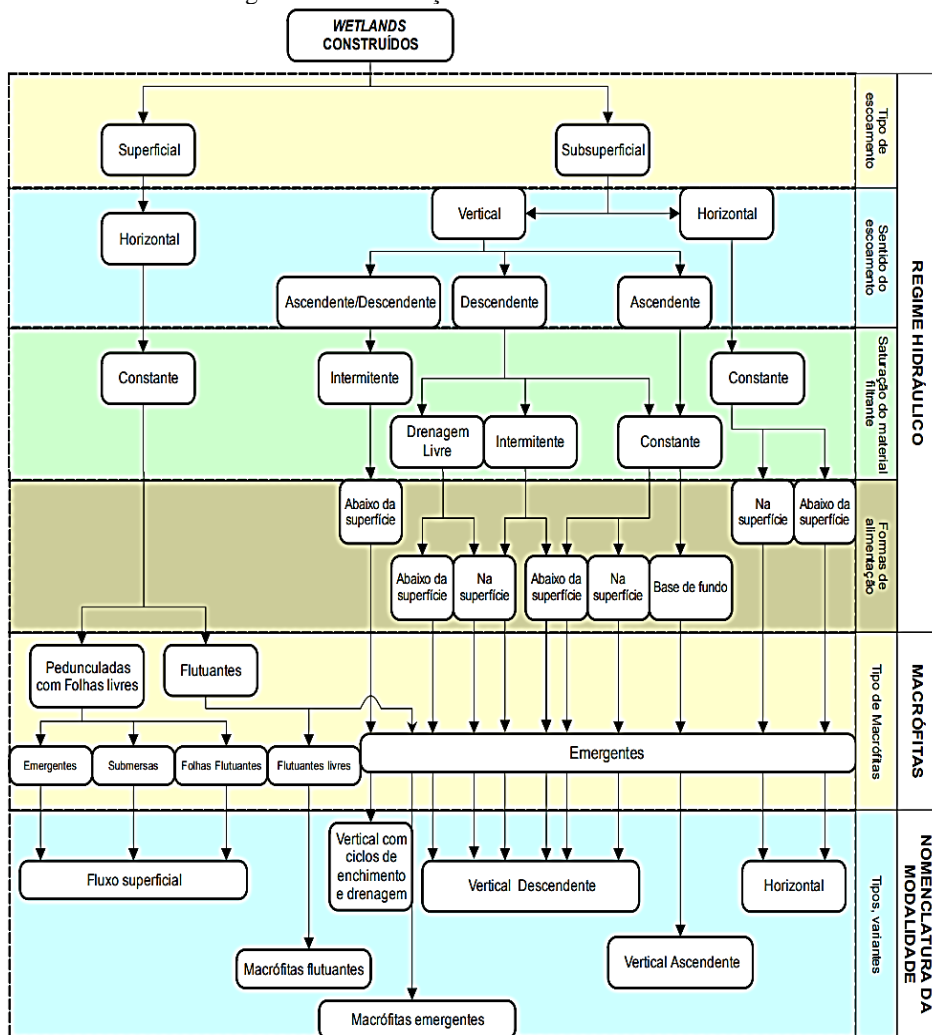 WETLANDS
CONSTRUÍDOS
Tipo de
escoamento
Superficial
Subsuperficial
REGIME HIDRÁULICO
Sentido do
escoamento
Vertical
Horizontal
Horizontal
Ascendente/Descendente
Descendente
Ascendente
Saturação do material
filtrante
Constante
Intermitente
Constante
Drenagem
Livre
Intermitente
Constante
Formas de
alimentação
Abaixo da
superfície
Na
superfície
Abaixo da
superfície
Abaixo da
superfície
Na
superfície
Abaixo da
superfície
Na
superfície
Base de fundo
MACRÓFITAS
Tipo de Macrófitas
Pedunculadas
com Folhas livres
Flutuantes
Emergentes
Submersas
Folhas Flutuantes
Flutuantes livres
Emergentes
NOMENCLATURA DA
MODALIDADE
Tipos, variantes
Fluxo superficial
Vertical com
ciclos de
enchimento
e drenagem
Vertical Descendente
Horizontal
Macrófitas flutuantes
Vertical Ascendente
Macrófitas emergentes